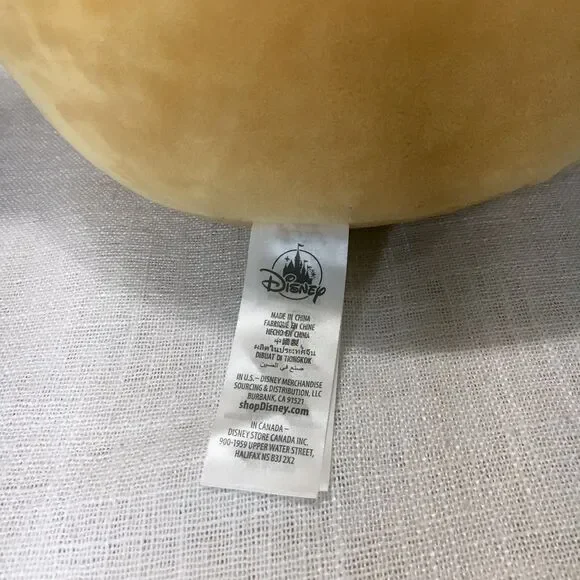 Disney
MADE IN CHINA
FABRIQUÉ EN CHINE
HECHO EN CHINA
中國製
ผลิตในประเทศจีน
DIBUAT DI TIONGKOK
صنع في الصين
IN U.S. – DISNEY MERCHANDISE
SOURCING & DISTRIBUTION, LLC
BURBANK, CA 91521
shopDisney.com
IN CANADA –
DISNEY STORE CANADA INC.
900-1959 UPPER WATER STREET,
HALIFAX NS B3J 2X2